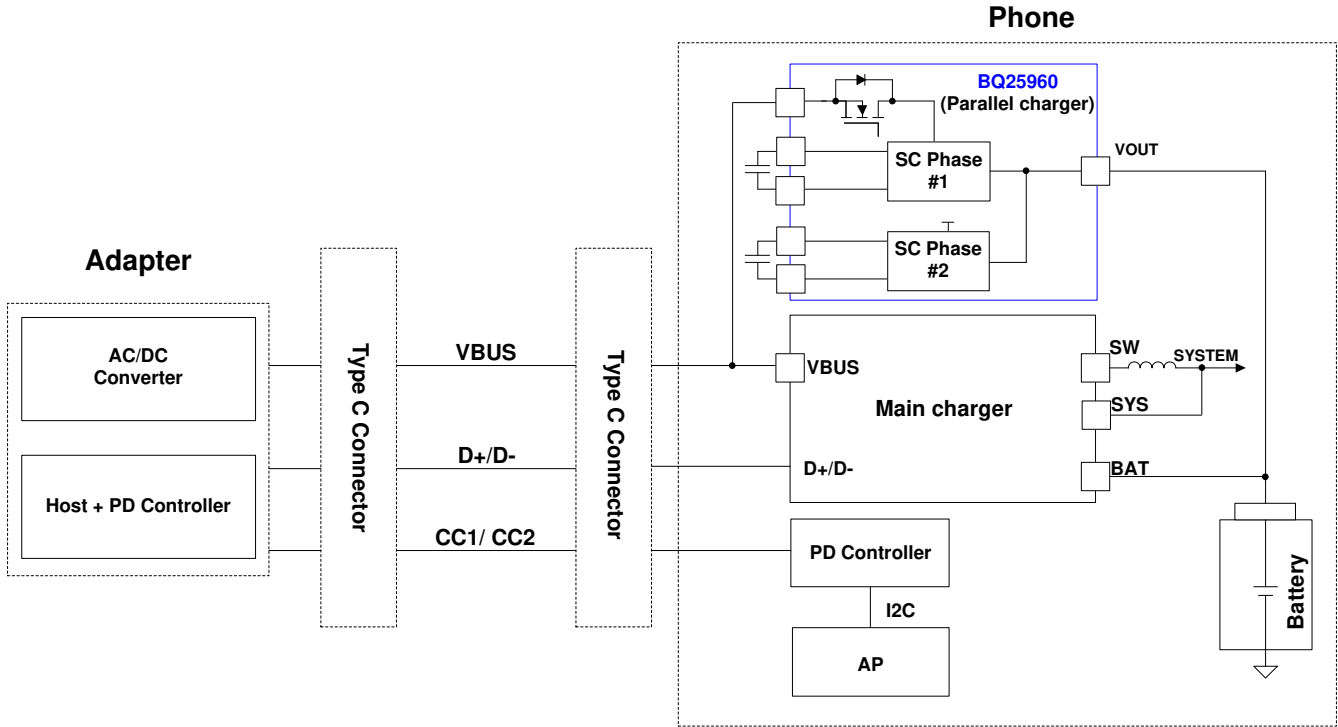 Phone
BQ25960
(Parallel charger)
SC Phase
#1
VOUT
SC Phase
#2
Adapter
AC/DC
Converter
Host + PD Controller
Type C Connector
VBUS
D+/D-
CC1/ CC2
Type C Connector
VBUS
Main charger
D+/D-
SW
SYSTEM
SYS
BAT
PD Controller
I2C
AP
Battery